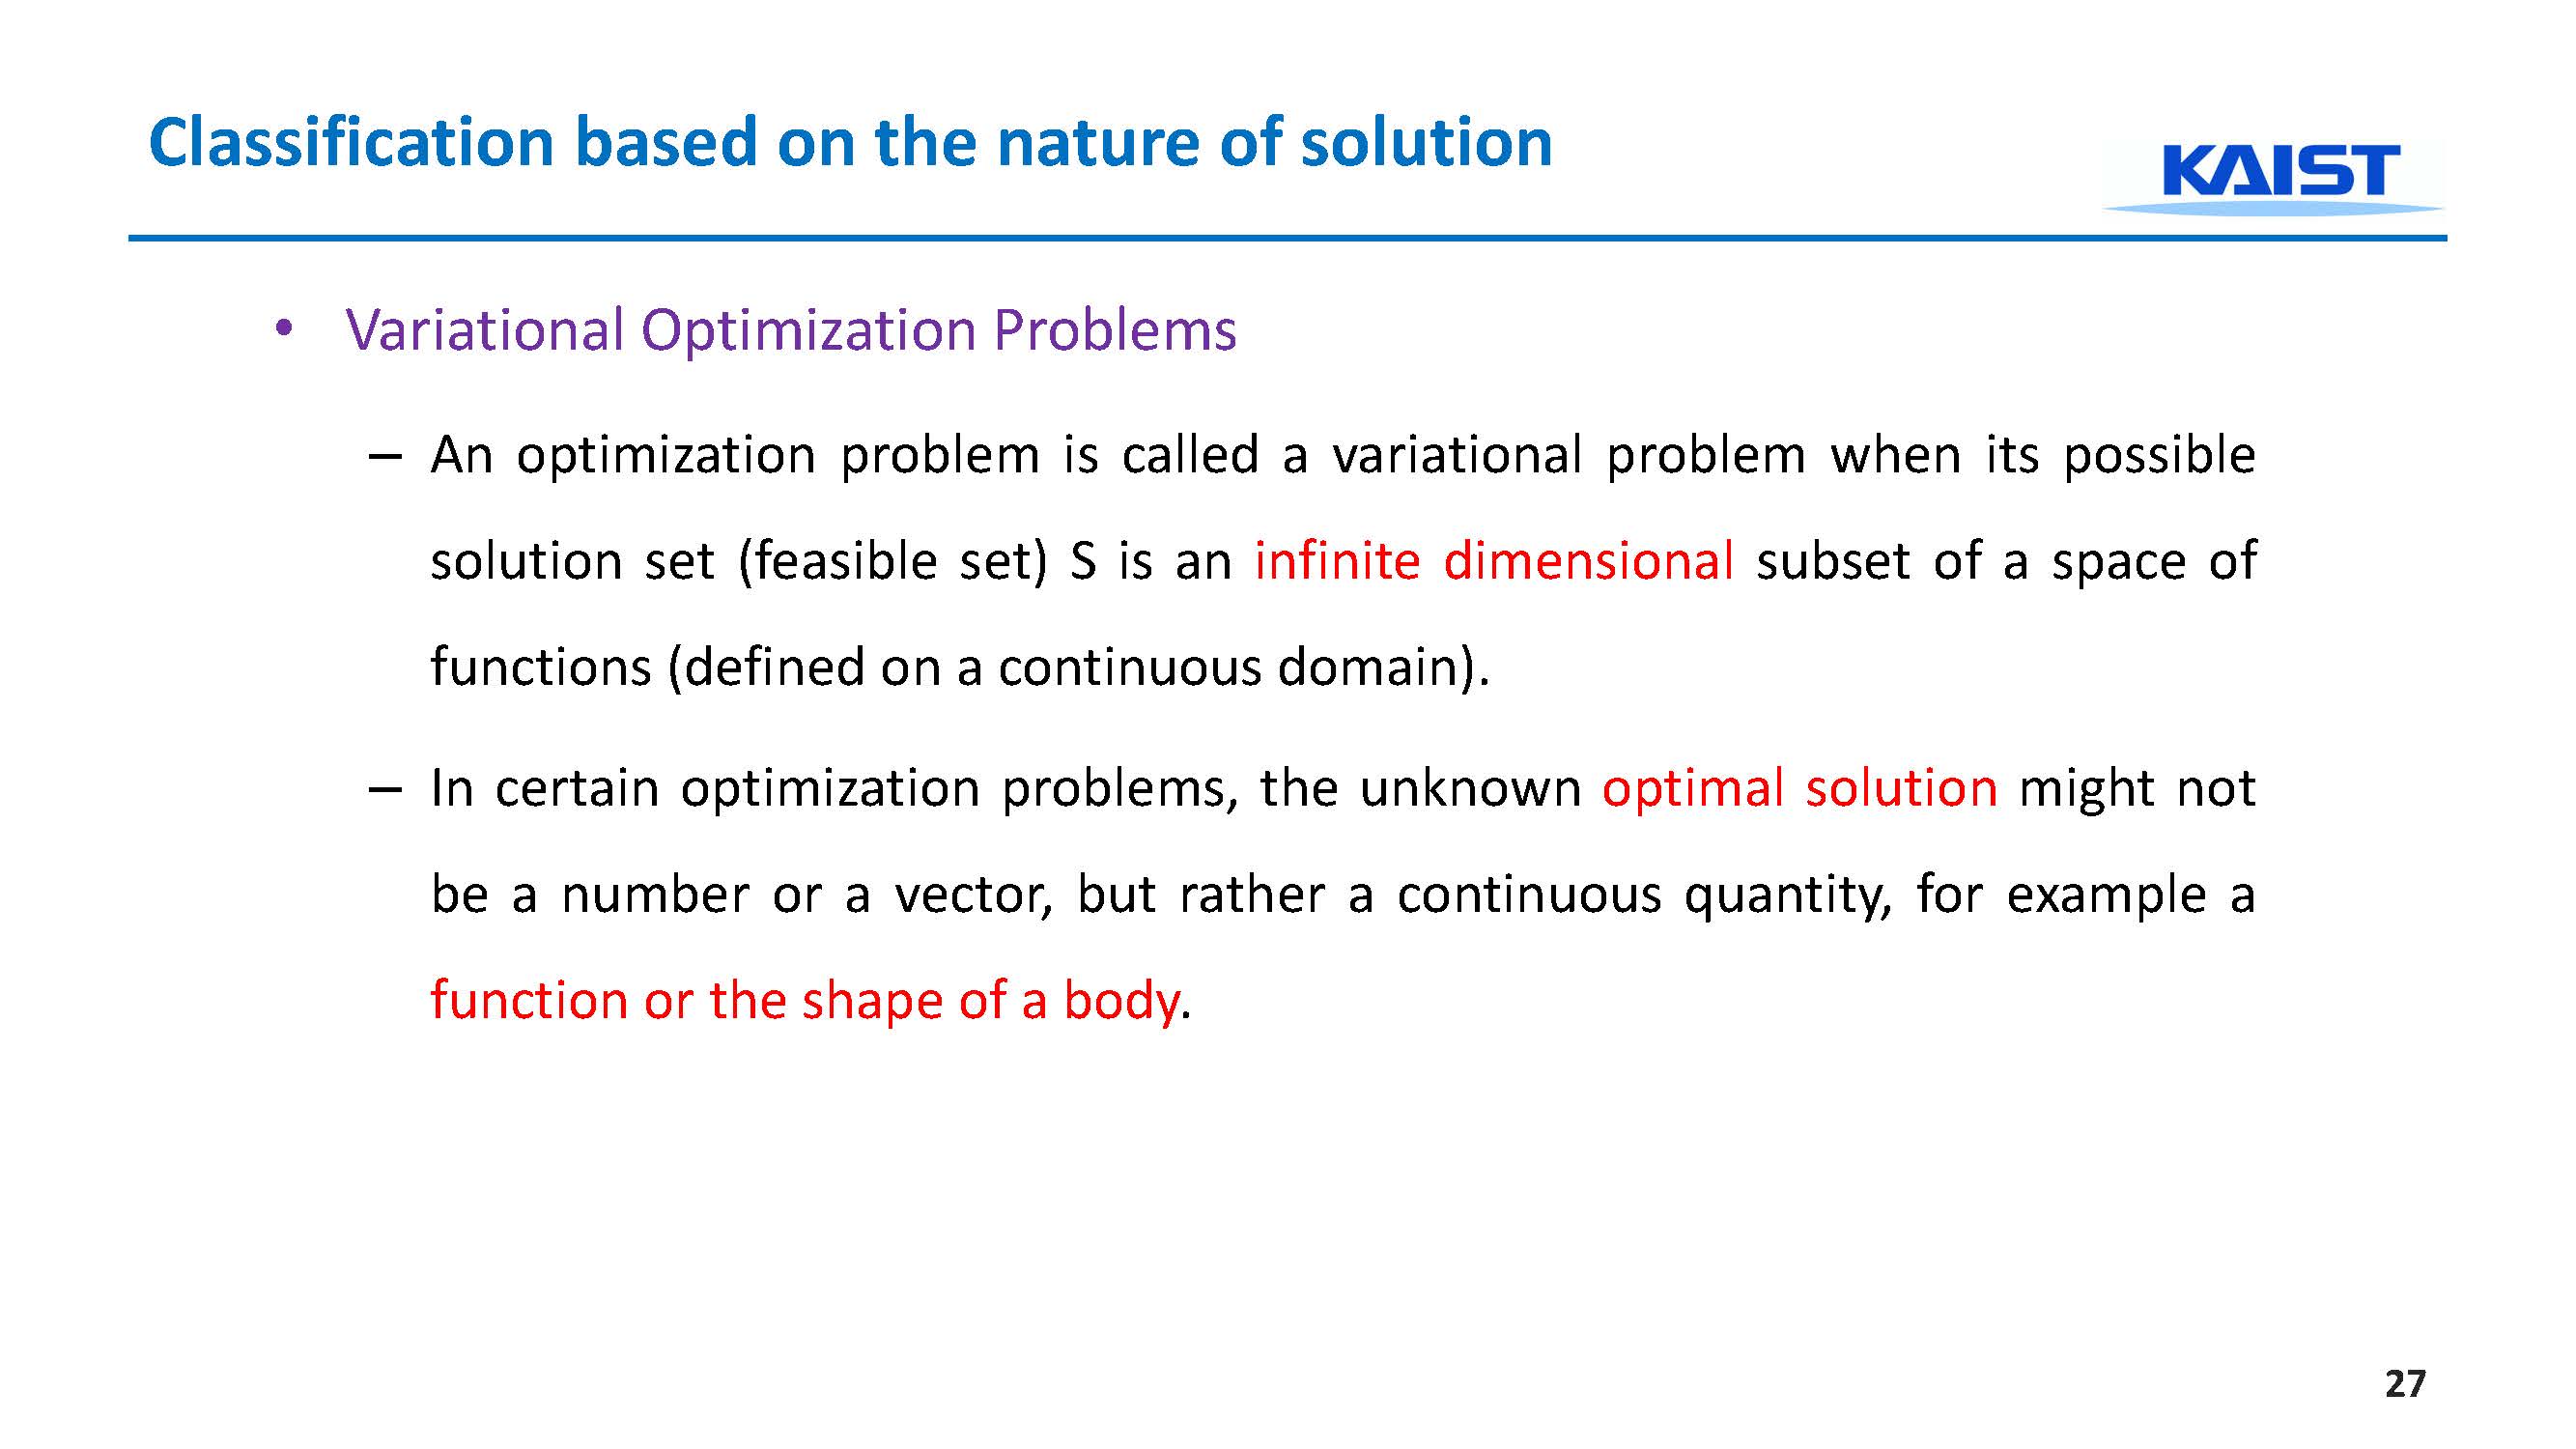 Classification based on the nature of solution
KAIST
• Variational Optimization Problems
– An optimization problem is called a variational problem when its possible
solution set (feasible set) S is an infinite dimensional subset of a space of
functions (defined on a continuous domain).
– In certain optimization problems, the unknown optimal solution might not
be a number or a vector, but rather a continuous quantity, for example a
function or the shape of a body.
27